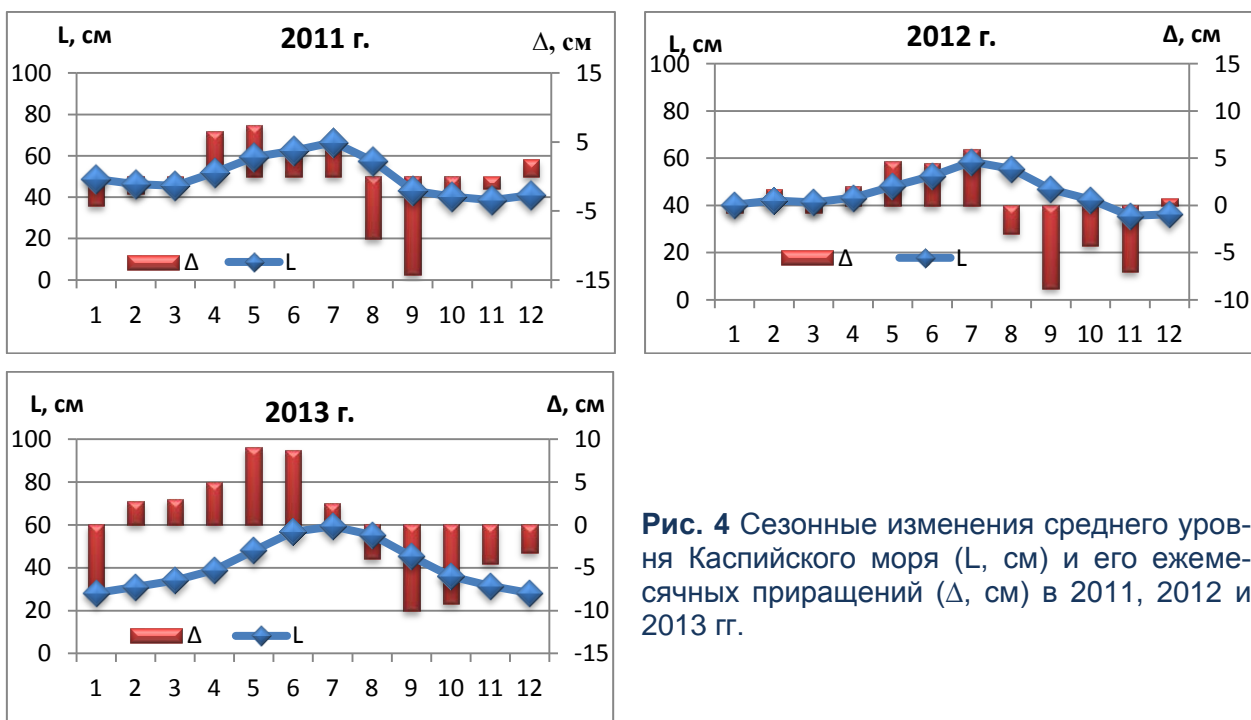 L, см 2011 г. Δ, см
100 15
80
60 5
40
-5
20
Δ L
0 -15
1 2 3 4 5 6 7 8 9 10 11 12
L, см 2012 г. Δ, см
100 15
80 10
60 5
40 0
20 -5
Δ L
0 -10
1 2 3 4 5 6 7 8 9 10 11 12
L, см 2013 г. Δ, см
100 10
80 5
60 0
40 -5
20 -10
Δ L
0 -15
1 2 3 4 5 6 7 8 9 10 11 12
Рис. 4 Сезонные изменения среднего уров-
ня Каспийского моря (L, см) и его ежеме-
сячных приращений (Δ, см) в 2011, 2012 и
2013 гг.